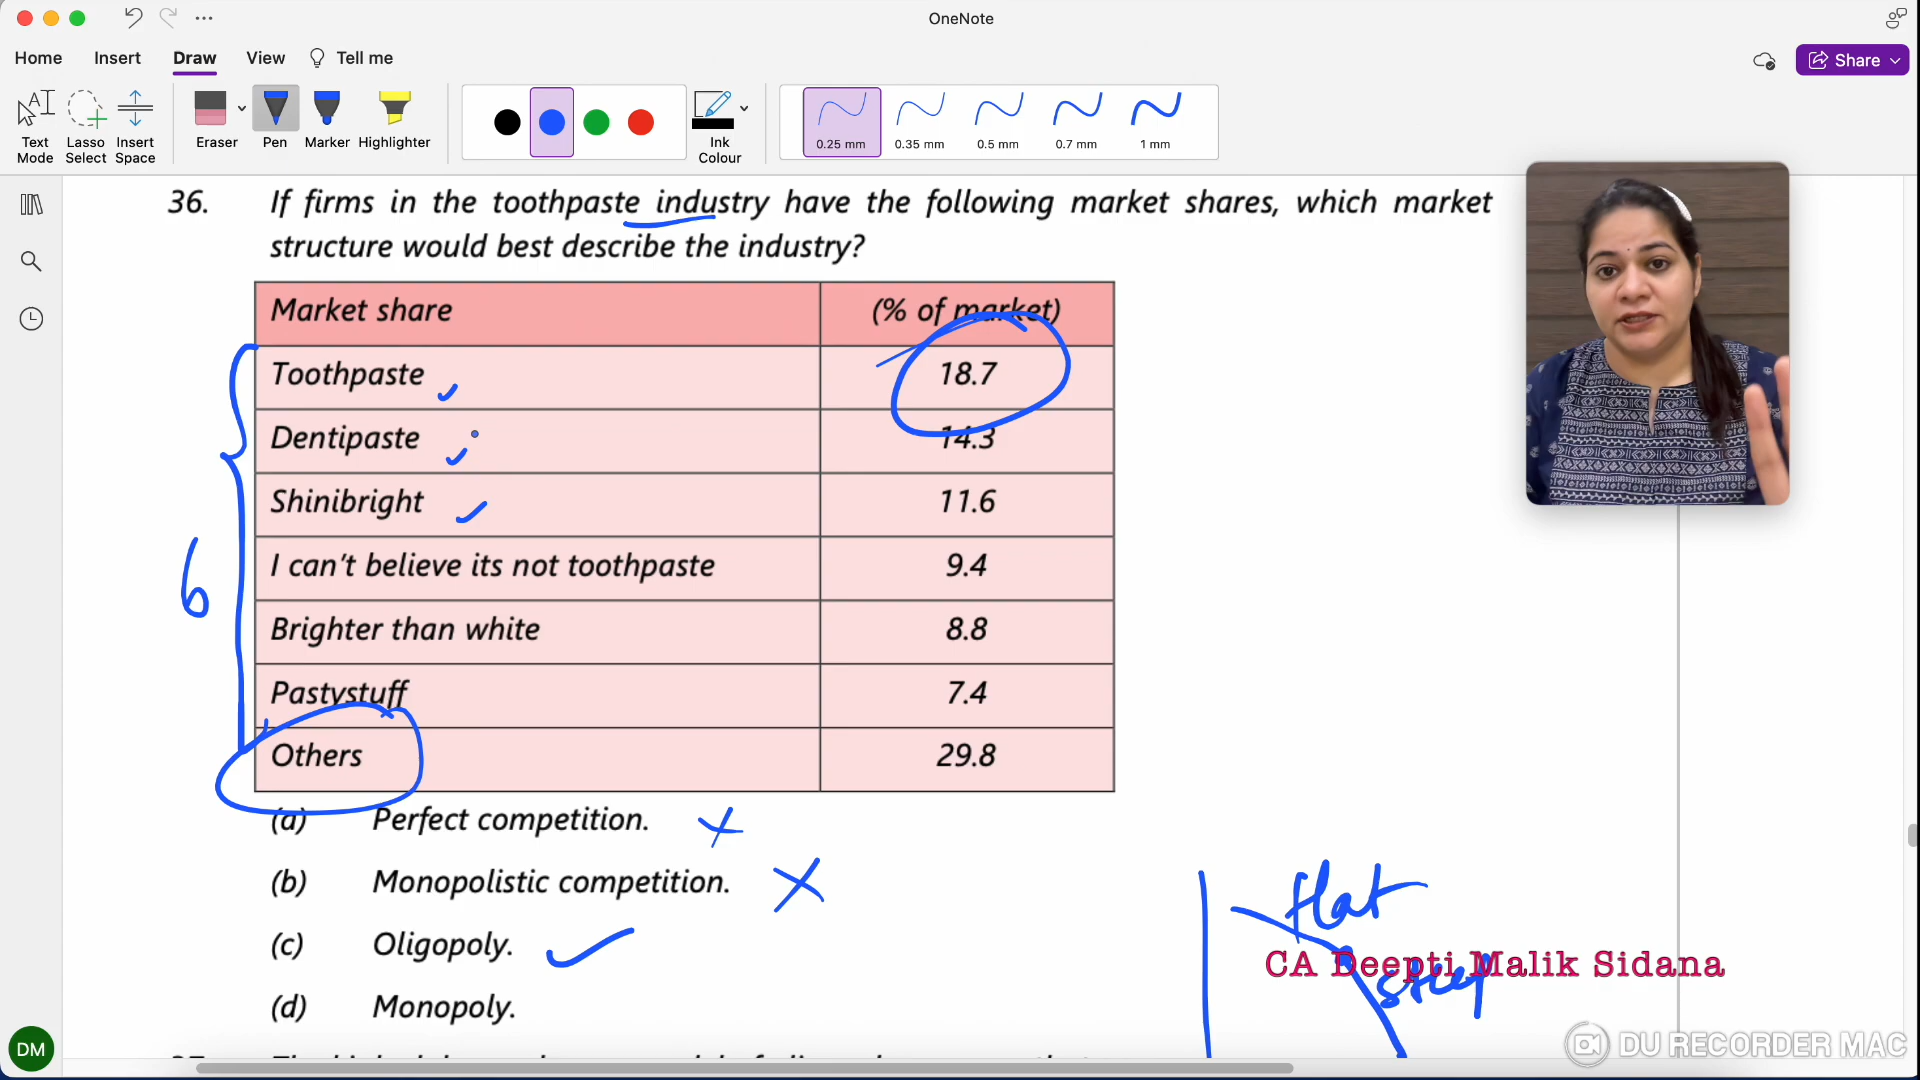 OneNote
Home Insert Draw View Tell me
Share
Text Mode
Lasso Select
Insert Space
Eraser
Pen
Marker
Highlighter
Ink Colour
0.25 mm
0.35 mm
0.5 mm
0.7 mm
1 mm
36. If firms in the toothpaste industry have the following market shares, which market
structure would best describe the industry?
Market share (% of market)
Toothpaste 18.7
Dentipaste 14.3
Shinibright 11.6
I can't believe its not toothpaste 9.4
Brighter than white 8.8
Pastystuff 7.4
Others 29.8
6
(a) Perfect competition.
(b) Monopolistic competition.
(c) Oligopoly.
(d) Monopoly.
flat
CA Deepti Malik Sidana
DM
DU RECORDER MAC